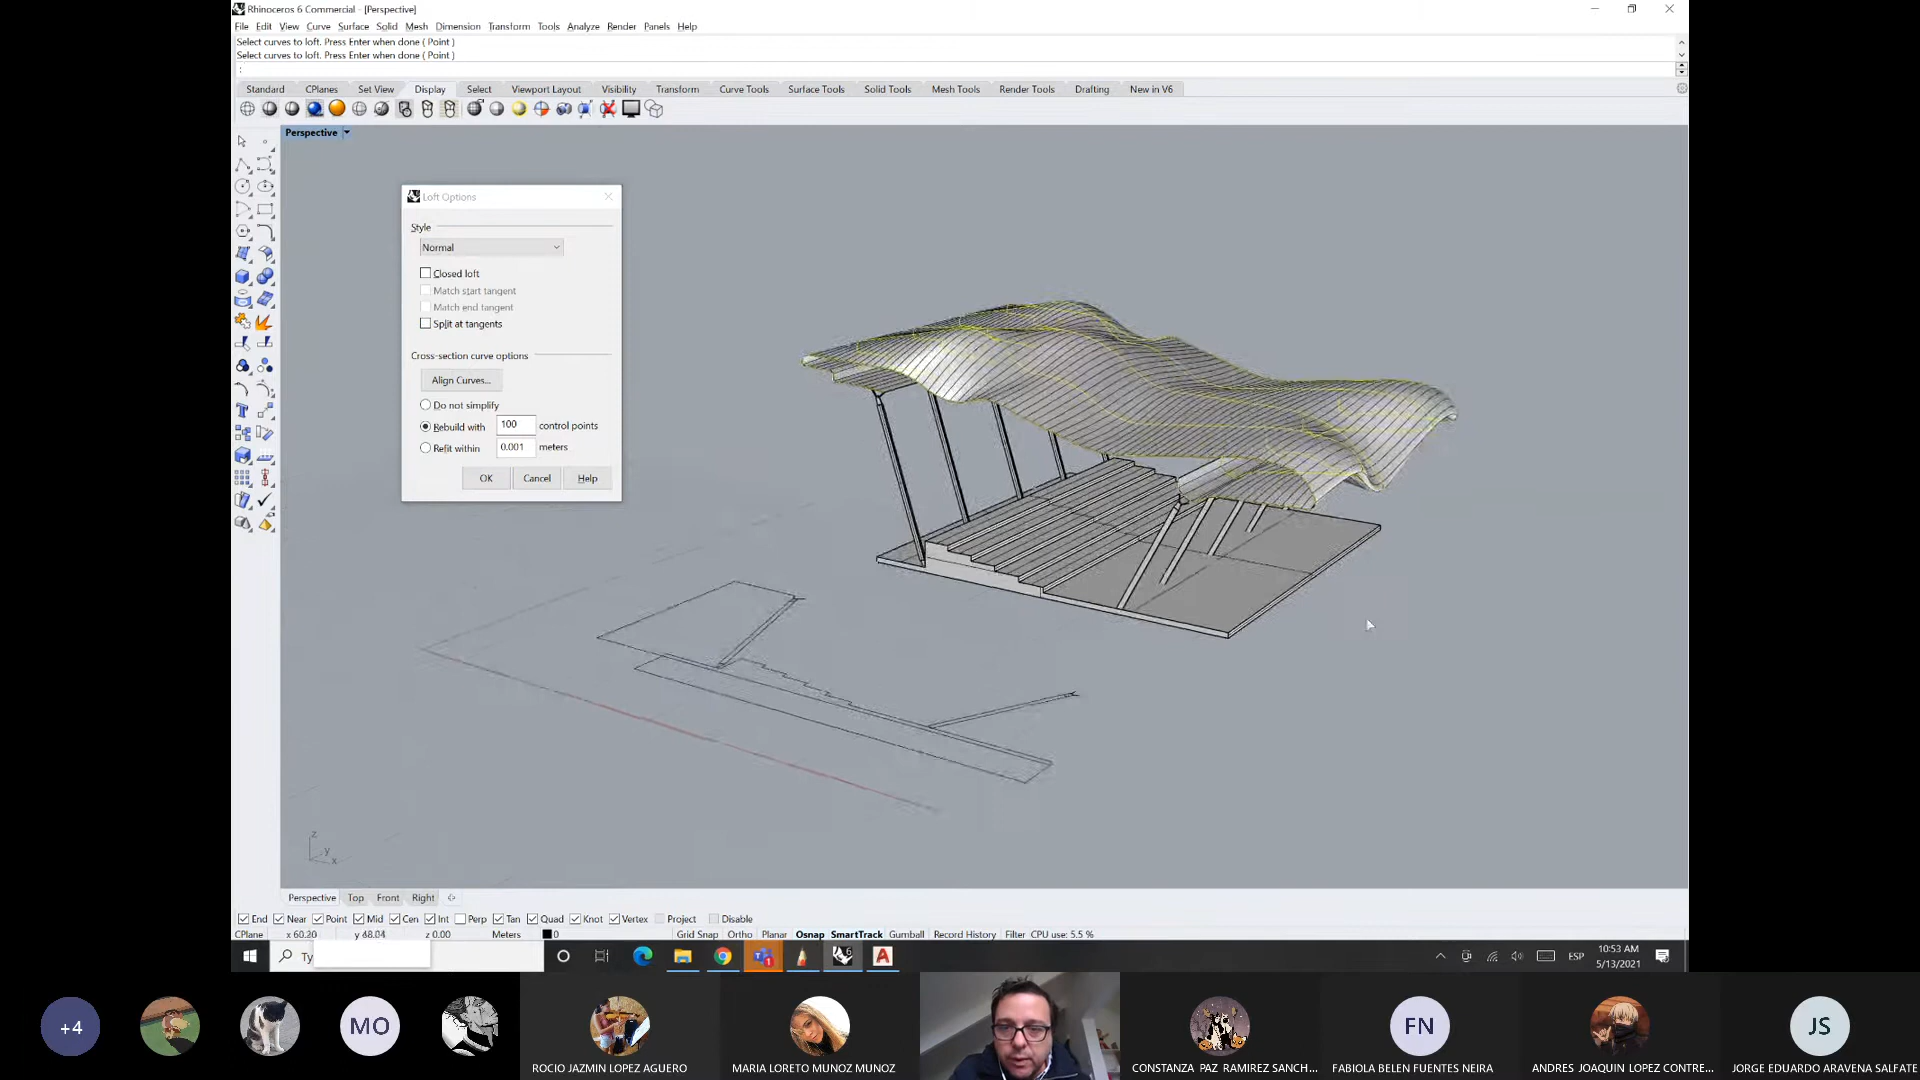 Rhinoceros 6 Commercial - [Perspective]
File Edit View Curve Surface Solid Mesh Dimension Transform Tools Analyze Render Panels Help
Select curves to loft. Press Enter when done ( Point )
Select curves to loft. Press Enter when done ( Point )
:
Standard CPlanes Set View Display Select Viewport Layout Visibility Transform Curve Tools Surface Tools Solid Tools Mesh Tools Render Tools Drafting New in V6
Perspective
Loft Options
Style
Normal
Closed loft
Match start tangent
Match end tangent
Split at tangents
Cross-section curve options
Align Curves...
Do not simplify
Rebuild with 100 control points
Refit within 0.001 meters
OK Cancel Help
z
y
x
Perspective Top Front Right
End Near Point Mid Cen Int Perp Tan Quad Knot Vertex Project Disable
CPlane x 60.20 y 48.04 z 0.00 Meters 0 Grid Snap Ortho Planar Osnap SmartTrack Gumball Record History Filter CPU use: 5.5 %
Ty
1
6
A
ESP
10:53 AM
5/13/2021
+4
MO
FN
JS
ROCIO JAZMIN LOPEZ AGUERO
MARIA LORETO MUNOZ MUNOZ
CONSTANZA PAZ RAMIREZ SANCH...
FABIOLA BELEN FUENTES NEIRA
ANDRES JOAQUIN LOPEZ CONTRE...
JORGE EDUARDO ARAVENA SALFATE